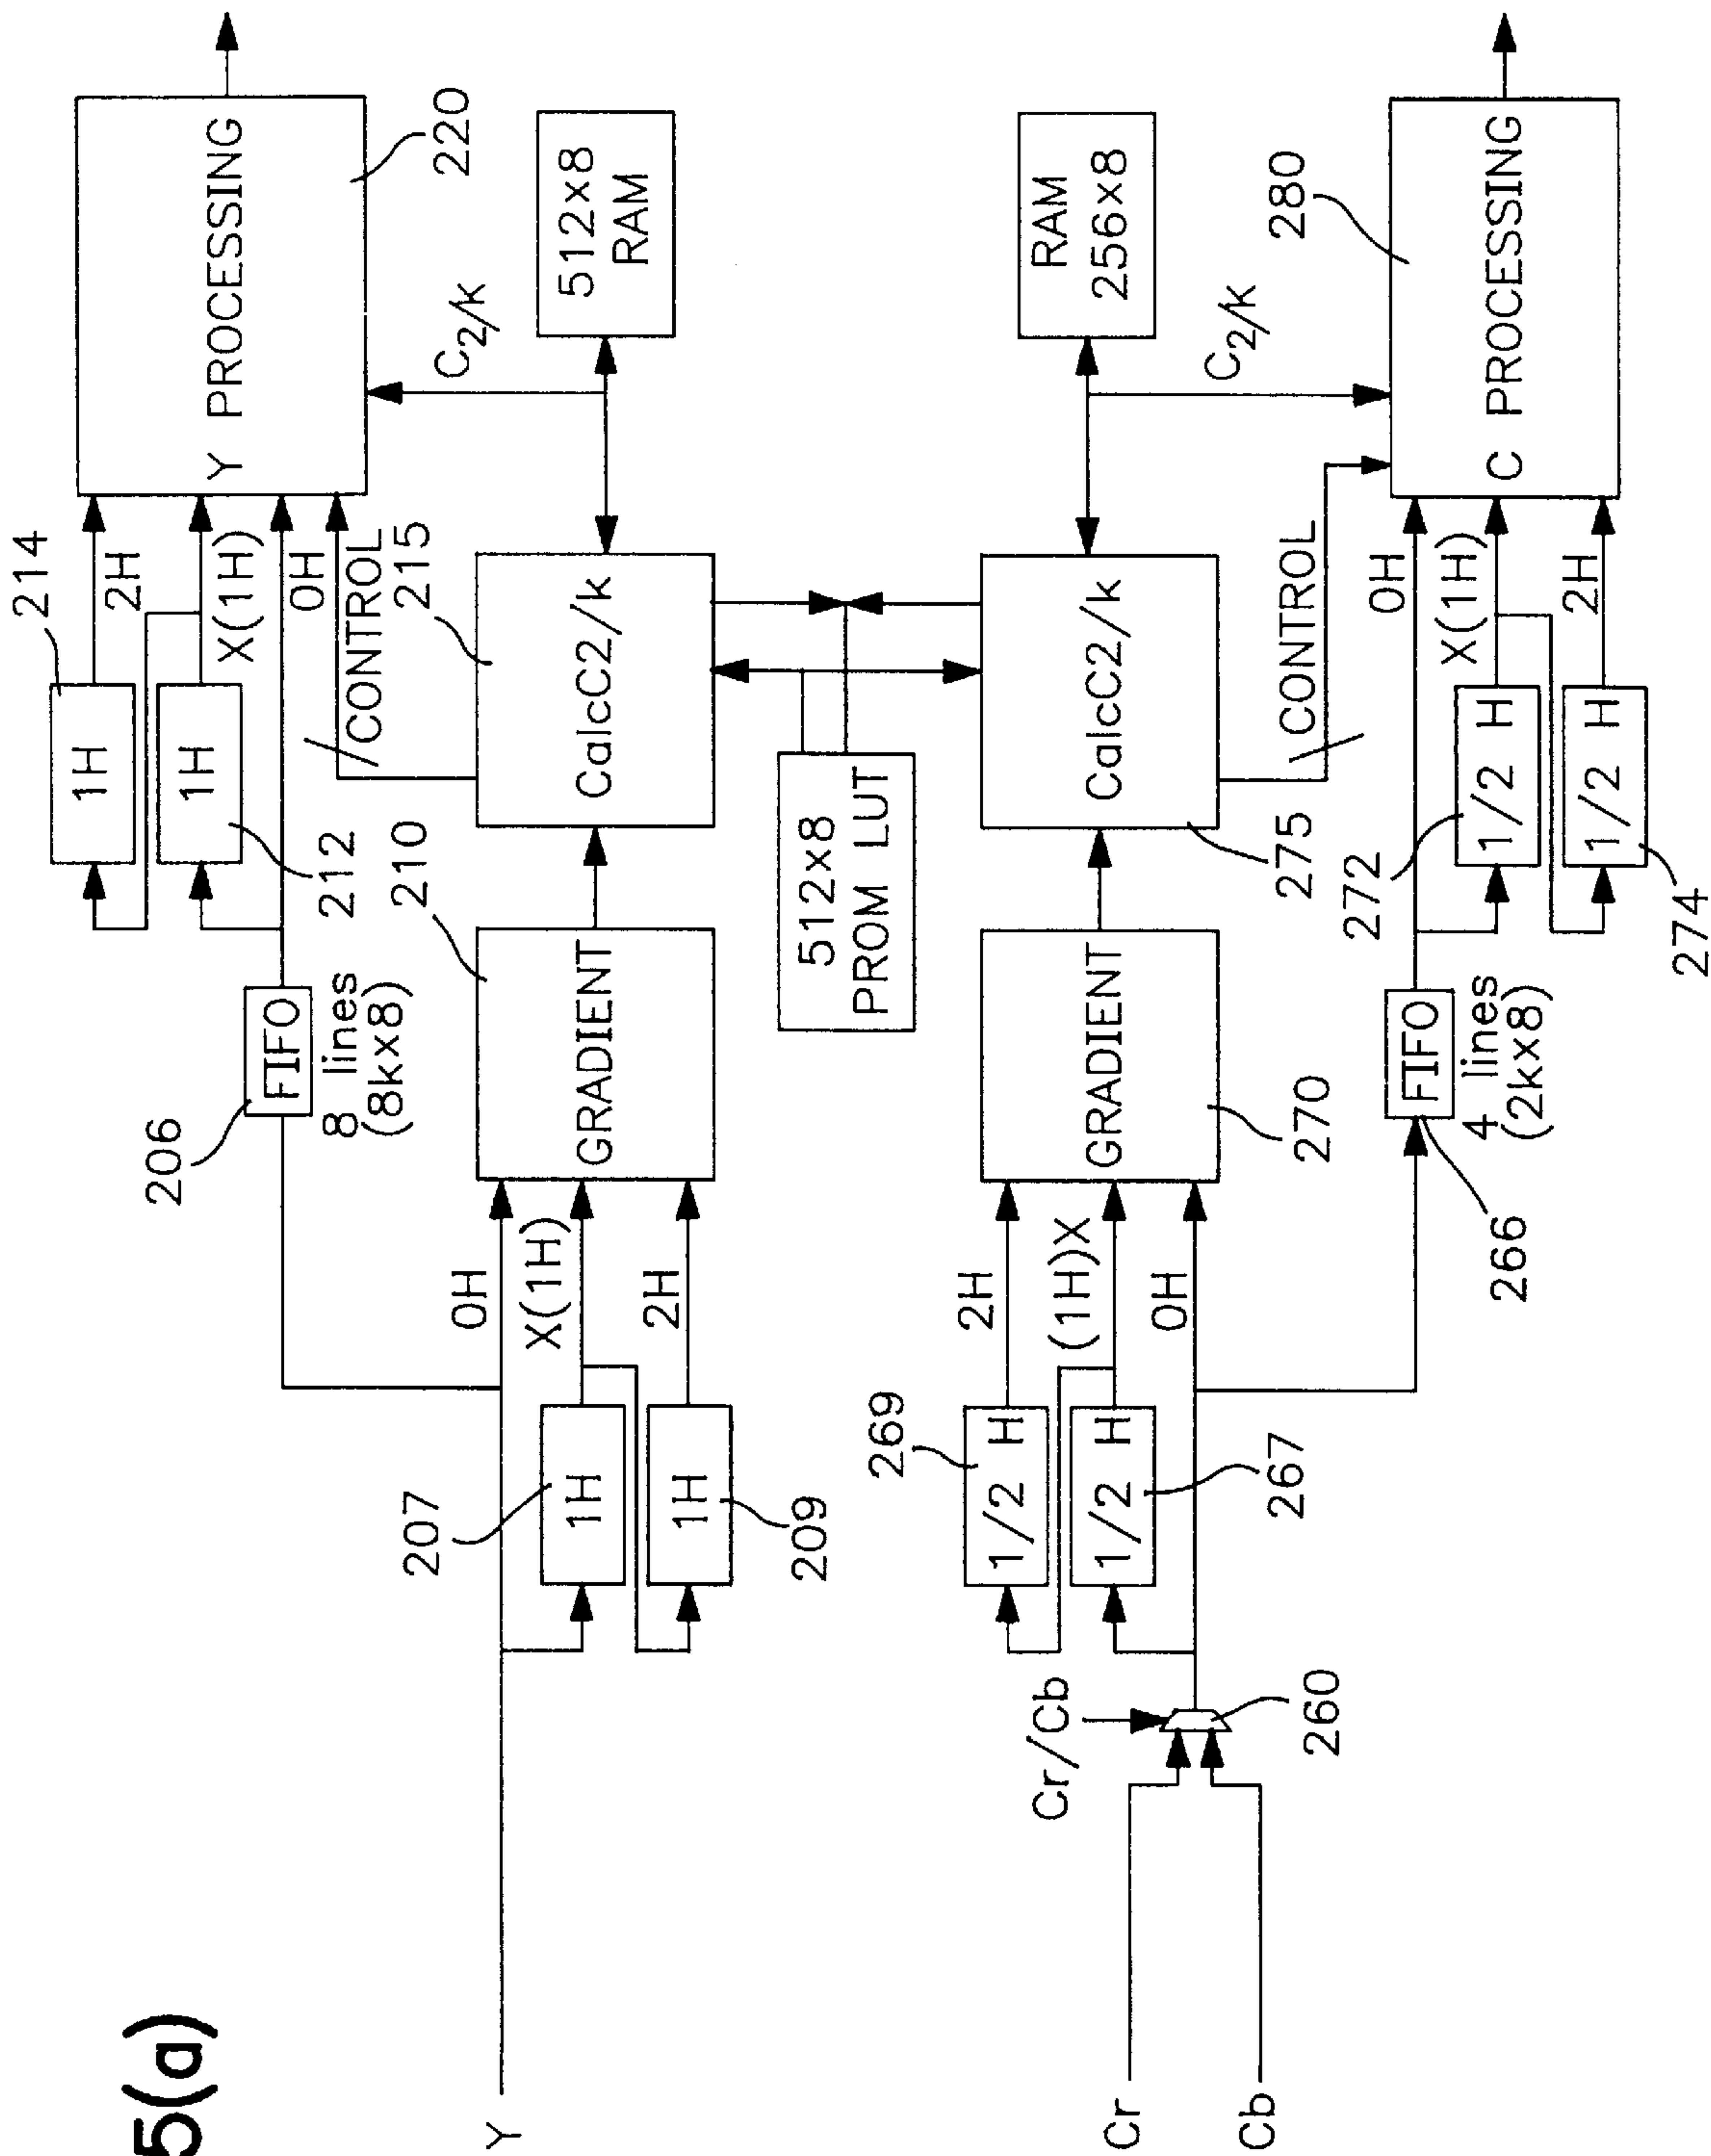 5(a)
214
1H
2H
1H
X(1H)
212
0H
CONTROL
Y PROCESSING
220
206
FIFO
8 lines
(8kx8)
210
215
C2/k
512x8
RAM
Y
207
1H
1H
209
0H
X(1H)
2H
GRADIENT
CalcC2/k
512x8
PROM LUT
Cr/Cb
Cr
Cb
260
269
1/2 H
1/2 H
267
2H
(1H)X
0H
GRADIENT
270
CalcC2/k
275
RAM
256x8
C2/k
CONTROL
280
266
FIFO
4 lines
(2kx8)
272
1/2 H
1/2 H
274
0H
X(1H)
2H
C PROCESSING